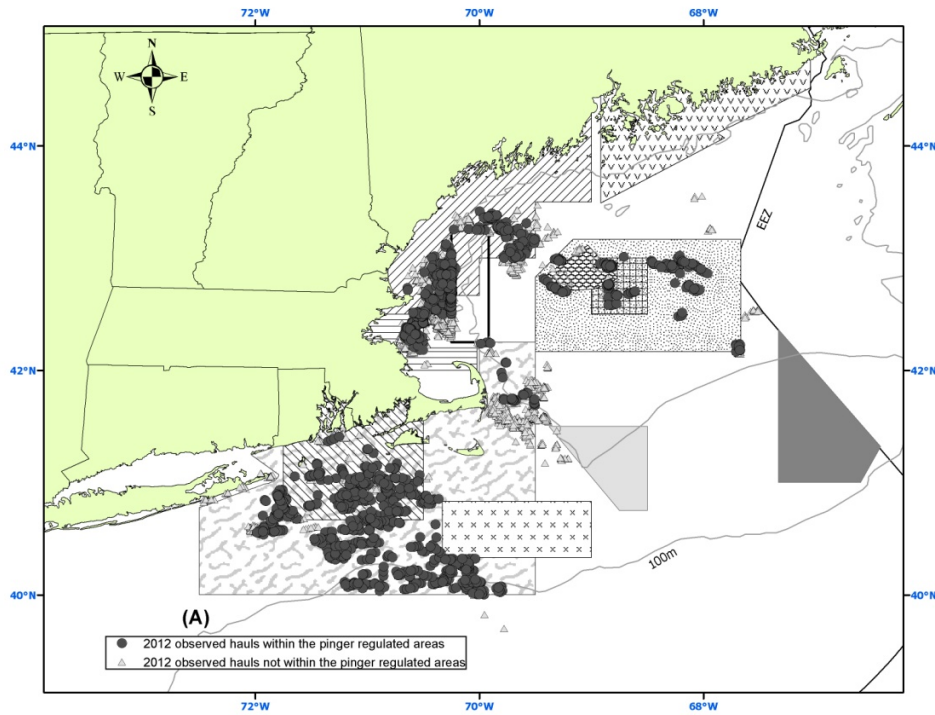 72°W 70°W 68°W
N
W E
S
44°N 44°N
EEZ
42°N 42°N
100m
40°N 40°N
(A)
2012 observed hauls within the pinger regulated areas
2012 observed hauls not within the pinger regulated areas
72°W 70°W 68°W